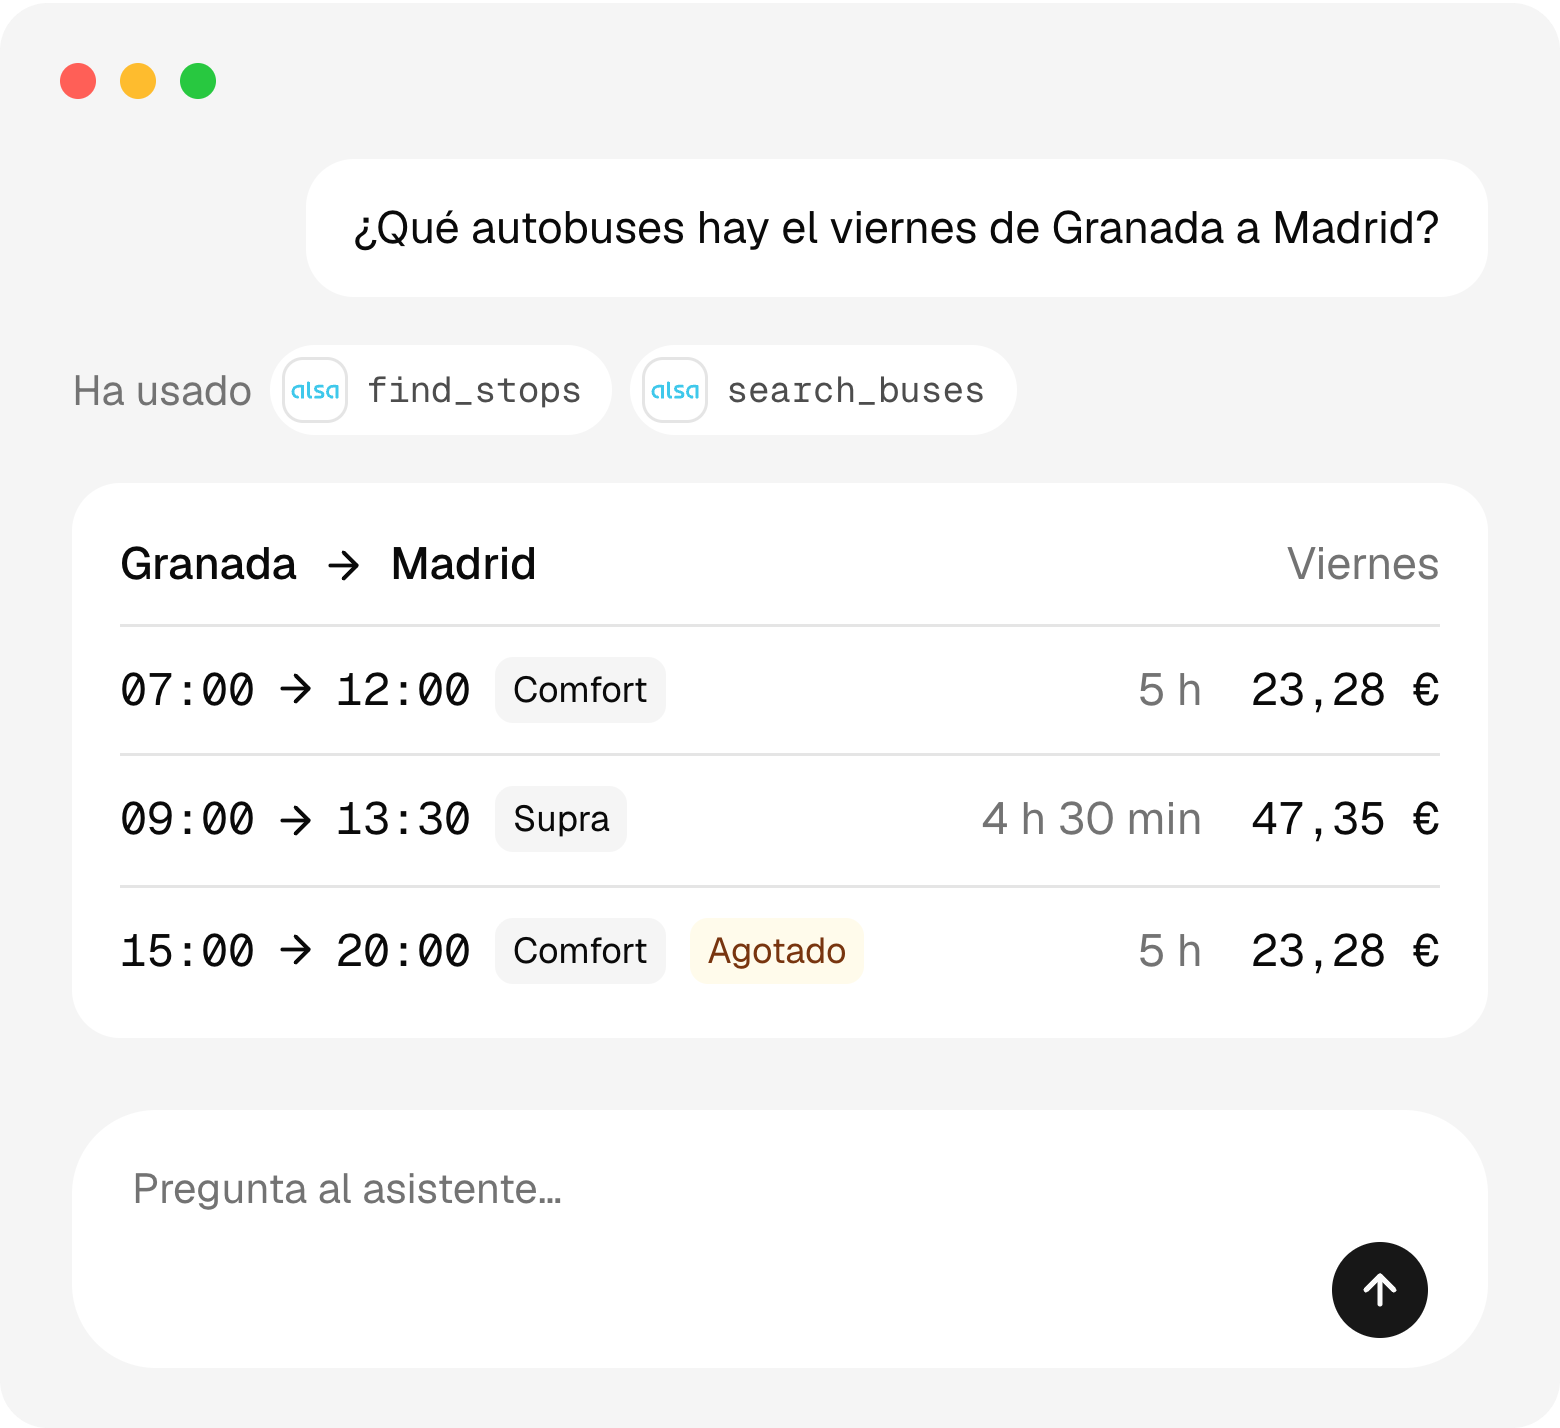 ¿Qué autobuses hay el viernes de Granada a Madrid?
Ha usado alsa find_stops alsa search_buses
Granada → Madrid Viernes
07:00 → 12:00 Comfort 5 h 23,28 €
09:00 → 13:30 Supra 4 h 30 min 47,35 €
15:00 → 20:00 Comfort Agotado 5 h 23,28 €
Pregunta al asistente…